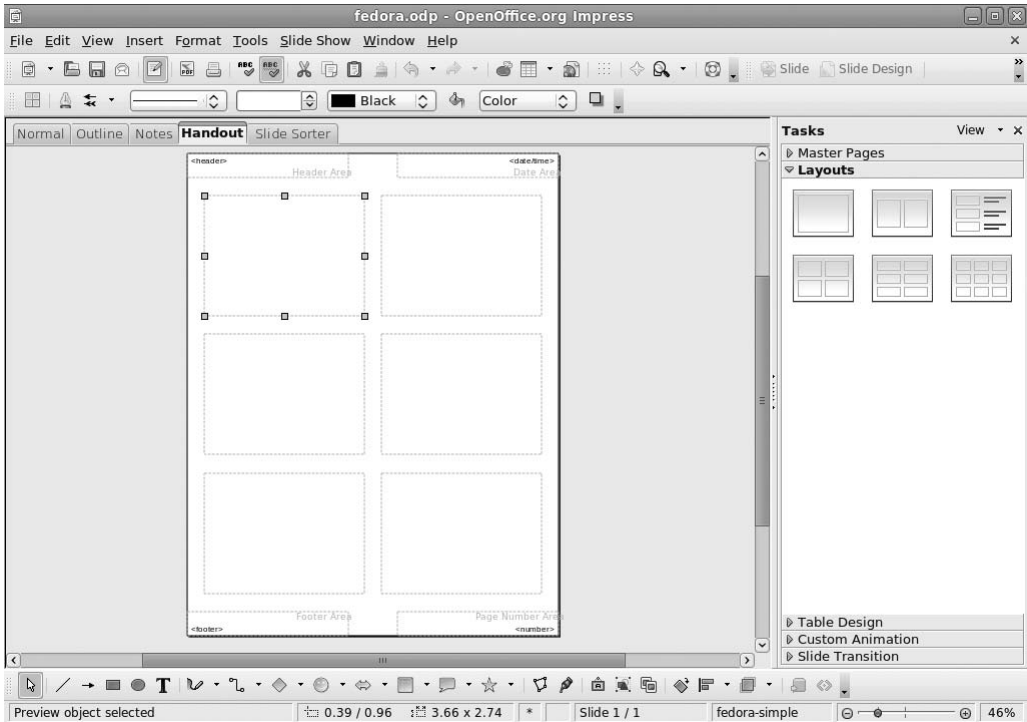 fedora.odp - OpenOffice.org Impress
File Edit View Insert Format Tools Slide Show Window Help
Slide Slide Design
Black Color
Normal Outline Notes Handout Slide Sorter
Tasks View
Master Pages
Layouts
<header> <date/time>
Header Area Date Area
Footer Area Page Number Area
<footer> <number>
Table Design
Custom Animation
Slide Transition
Preview object selected 0.39 / 0.96 3.66 x 2.74 * Slide 1 / 1 fedora-simple 46%